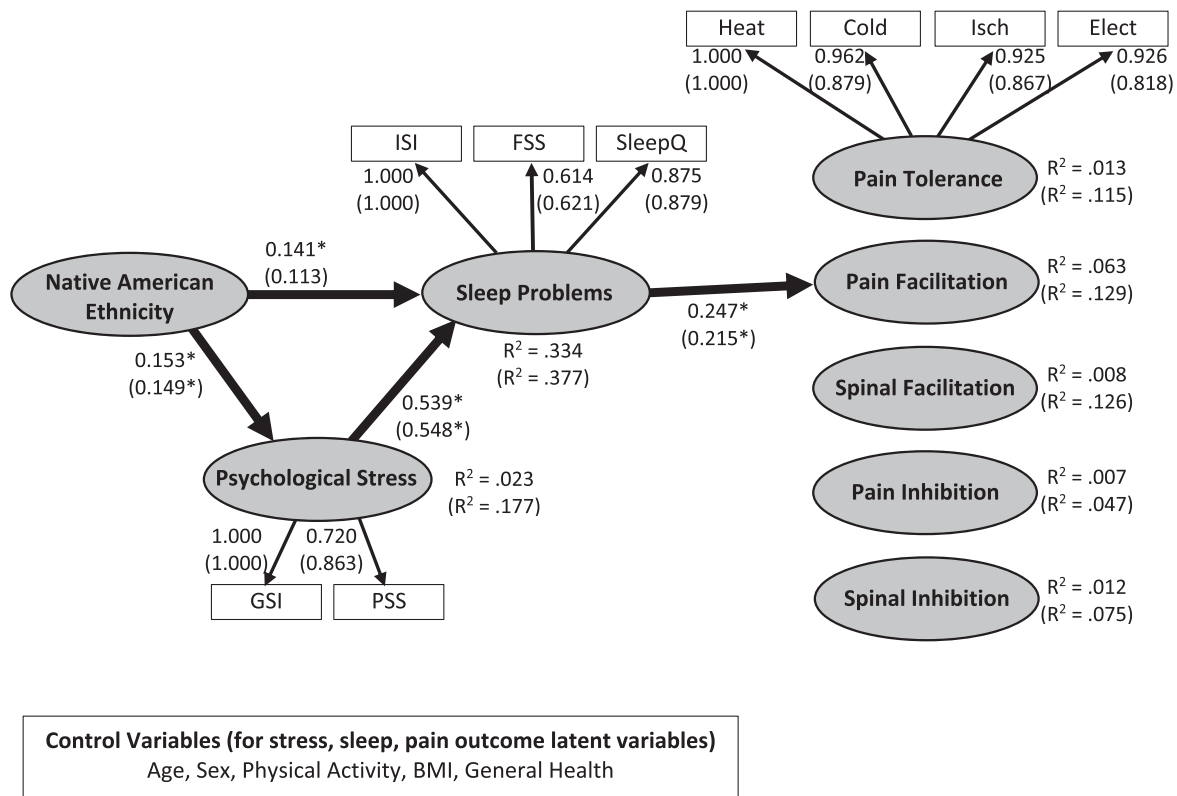 Heat Cold Isch Elect
1.000 0.962 0.925 0.926
(1.000) (0.879) (0.867) (0.818)
ISI FSS SleepQ
1.000 0.614 0.875
(1.000) (0.621) (0.879)
Pain Tolerance
R² = .013
(R² = .115)
0.141*
(0.113)
Native American
Ethnicity
Sleep Problems
R² = .334
(R² = .377)
0.247*
(0.215*)
Pain Facilitation
R² = .063
(R² = .129)
0.153*
(0.149*)
0.539*
(0.548*)
Spinal Facilitation
R² = .008
(R² = .126)
Psychological Stress
R² = .023
(R² = .177)
Pain Inhibition
R² = .007
(R² = .047)
1.000 0.720
(1.000) (0.863)
GSI PSS
Spinal Inhibition
R² = .012
(R² = .075)
Control Variables (for stress, sleep, pain outcome latent variables)
Age, Sex, Physical Activity, BMI, General Health